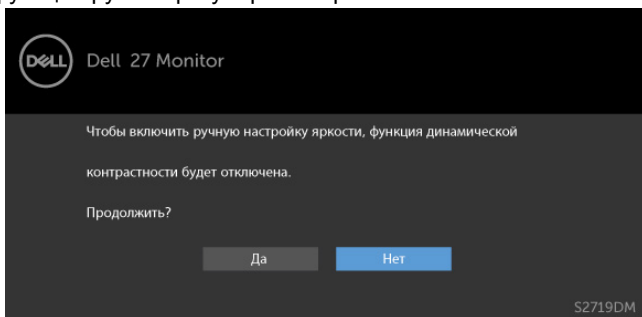 DELL
Dell 27 Monitor
Чтобы включить ручную настройку яркости, функция динамической
контрастности будет отключена.
Продолжить?
Да
Нет
S2719DM